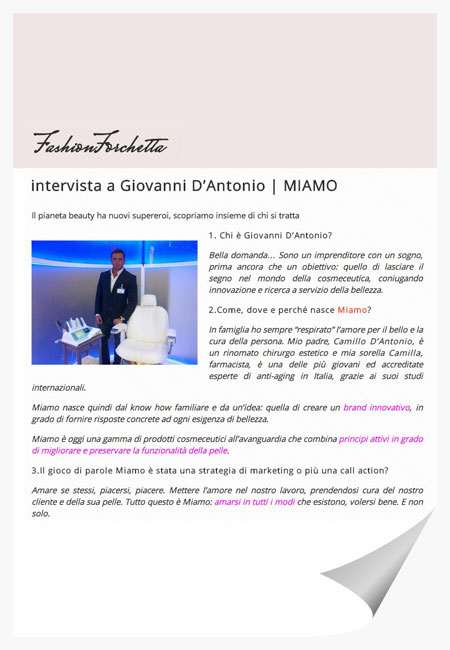 FashionForchetta
intervista a Giovanni D'Antonio | MIAMO
Il pianeta beauty ha nuovi supereroi, scopriamo insieme di chi si tratta
1. Chi è Giovanni D'Antonio?
Bella domanda... Sono un imprenditore con un sogno,
prima ancora che un obiettivo: quello di lasciare il
segno nel mondo della cosmeceutica, coniugando
innovazione e ricerca a servizio della bellezza.
2.Come, dove e perché nasce Miamo?
In famiglia ho sempre “respirato” l'amore per il bello e la
cura della persona. Mio padre, Camillo D'Antonio, è
un rinomato chirurgo estetico e mia sorella Camilla,
farmacista, è una delle più giovani ed accreditate
esperte di anti-aging in Italia, grazie ai suoi studi
internazionali.
Miamo nasce quindi dal know how familiare e da un'idea: quella di creare un brand innovativo, in
grado di fornire risposte concrete ad ogni esigenza di bellezza.
Miamo è oggi una gamma di prodotti cosmeceutici all'avanguardia che combina principi attivi in grado
di migliorare e preservare la funzionalità della pelle.
3.Il gioco di parole Miamo è stata una strategia di marketing o più una call action?
Amare se stessi, piacersi, piacere. Mettere l'amore nel nostro lavoro, prendendosi cura del nostro
cliente e della sua pelle. Tutto questo è Miamo: amarsi in tutti i modi che esistono, volersi bene. E non
solo.